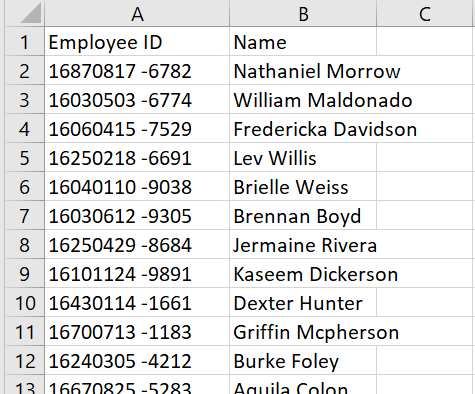 A B C
1 Employee ID Name
2 16870817 -6782 Nathaniel Morrow
3 16030503 -6774 William Maldonado
4 16060415 -7529 Fredericka Davidson
5 16250218 -6691 Lev Willis
6 16040110 -9038 Brielle Weiss
7 16030612 -9305 Brennan Boyd
8 16250429 -8684 Jermaine Rivera
9 16101124 -9891 Kaseem Dickerson
10 16430114 -1661 Dexter Hunter
11 16700713 -1183 Griffin Mcpherson
12 16240305 -4212 Burke Foley
13 16670825 -5283 Aquila Colon